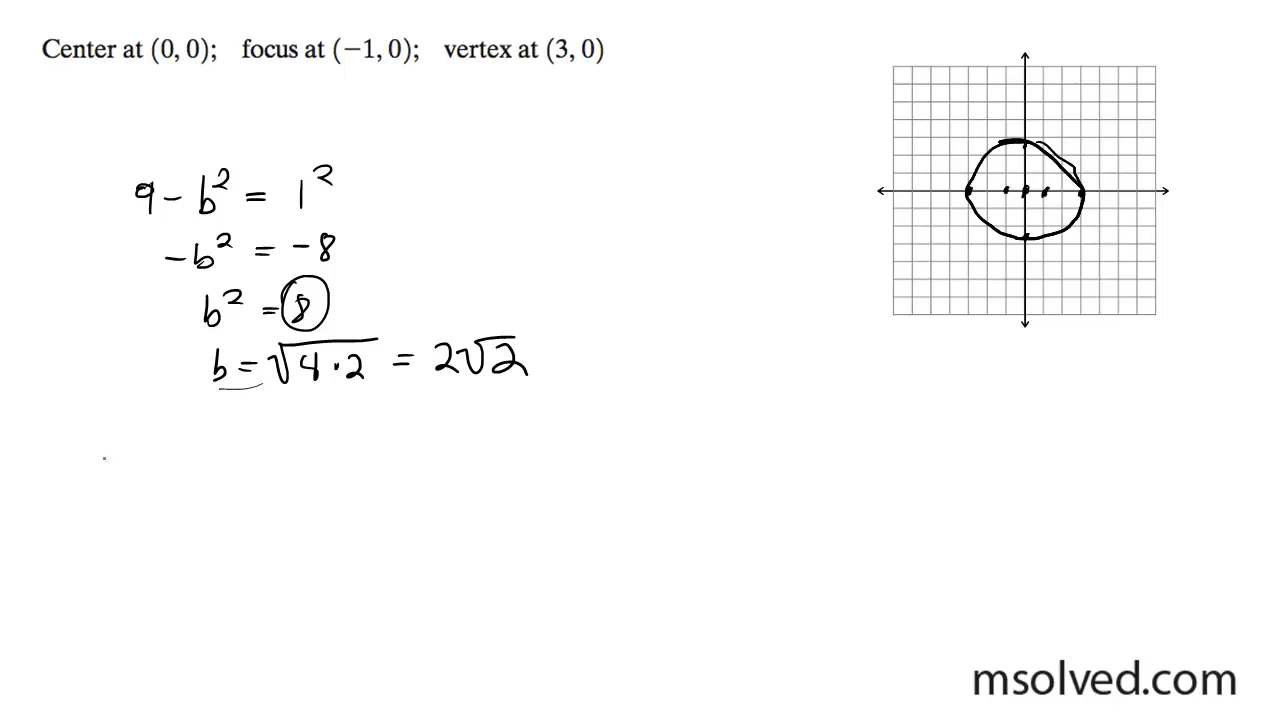 Center at (0, 0);   focus at (−1, 0);   vertex at (3, 0)
9 − b² = 1²
−b² = −8
b² = 8
b = √4·2 = 2√2
msolved.com